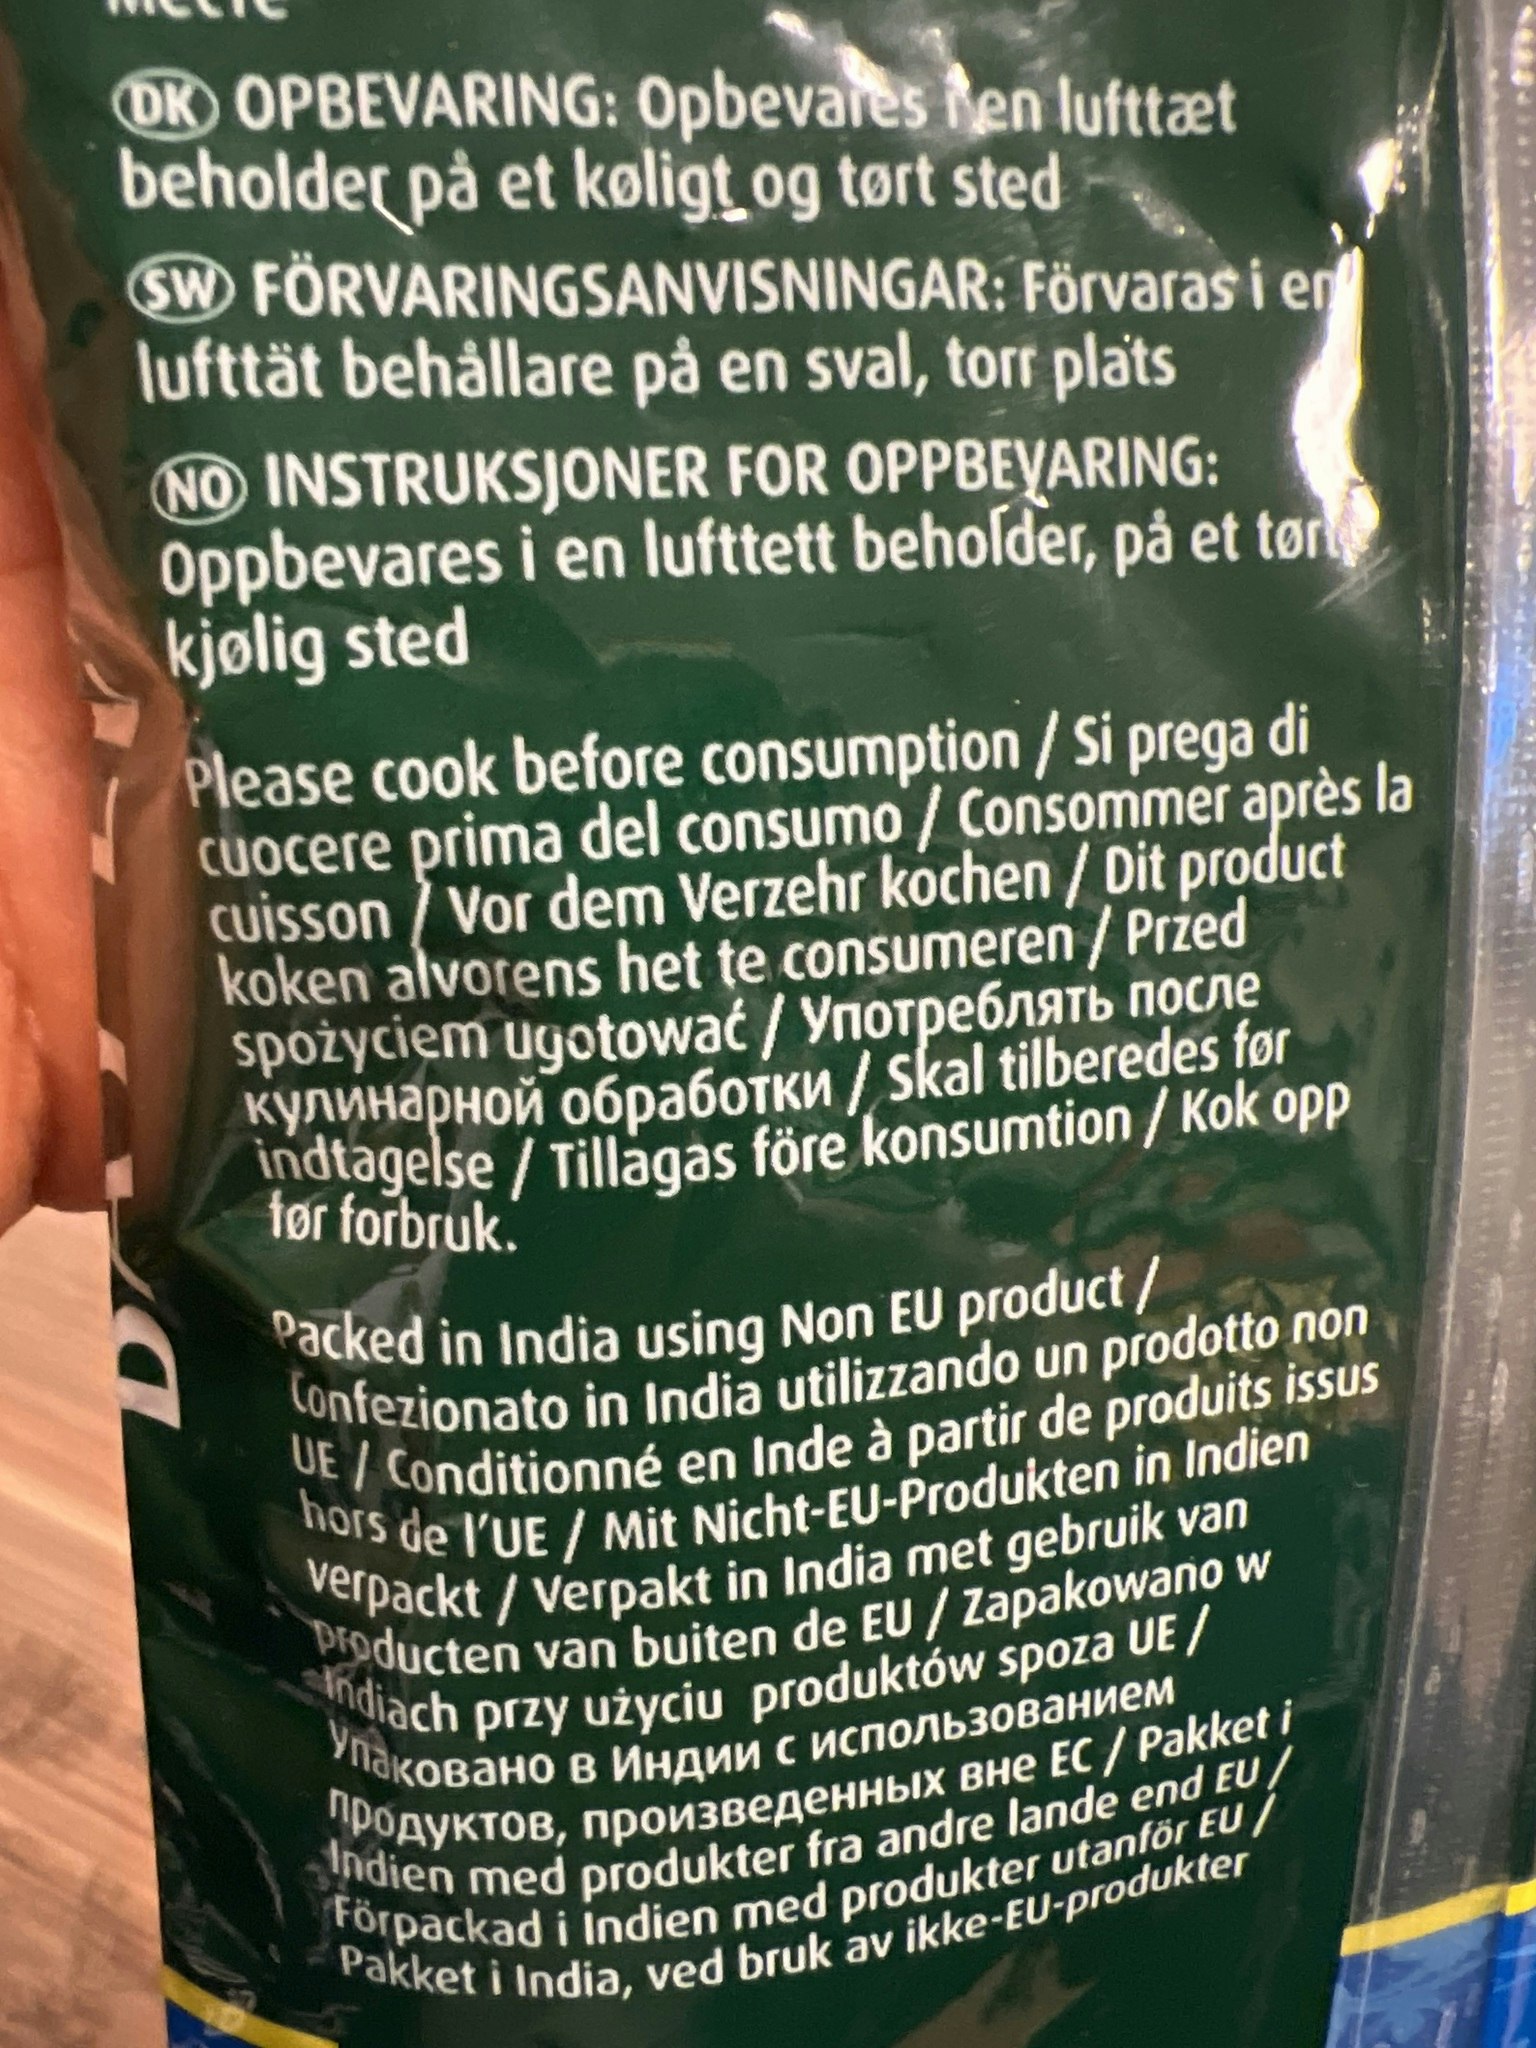 DK OPBEVARING: Opbevares i en lufttæt
beholder på et køligt og tørt sted
SW FÖRVARINGSANVISNINGAR: Förvaras i en
lufttät behållare på en sval, torr plats
NO INSTRUKSJONER FOR OPPBEVARING:
Oppbevares i en lufttett beholder, på et tørt,
kjølig sted
Please cook before consumption / Si prega di
cuocere prima del consumo / Consommer après la
cuisson / Vor dem Verzehr kochen / Dit product
koken alvorens het te consumeren / Przed
spożyciem ugotować / Употреблять после
кулинарной обработки / Skal tilberedes før
indtagelse / Tillagas före konsumtion / Kok opp
før forbruk.
Packed in India using Non EU product /
Confezionato in India utilizzando un prodotto non
UE / Conditionné en Inde à partir de produits issus
hors de l'UE / Mit Nicht-EU-Produkten in Indien
verpackt / Verpakt in India met gebruik van
producten van buiten de EU / Zapakowano w
Indiach przy użyciu produktów spoza UE /
Упаковано в Индии с использованием
продуктов, произведенных вне ЕС / Pakket i
Indien med produkter fra andre lande end EU /
Förpackad i Indien med produkter utanför EU /
Pakket i India, ved bruk av ikke-EU-produkter